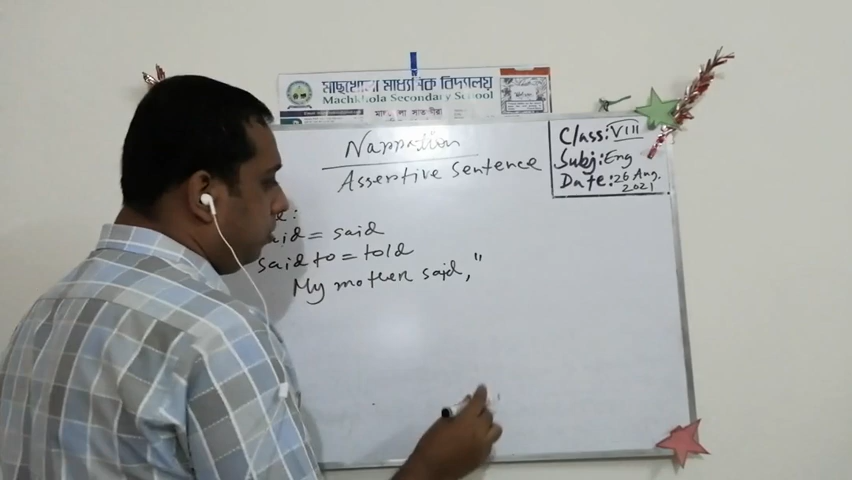 মাছখোলা মাধ্যমিক বিদ্যালয়
Machkhola Secondary School
Narration
Assertive Sentence
Class: VIII
Subj: Eng
Date: 26 Aug.
2021
said = said
said to = told
My mother said, "